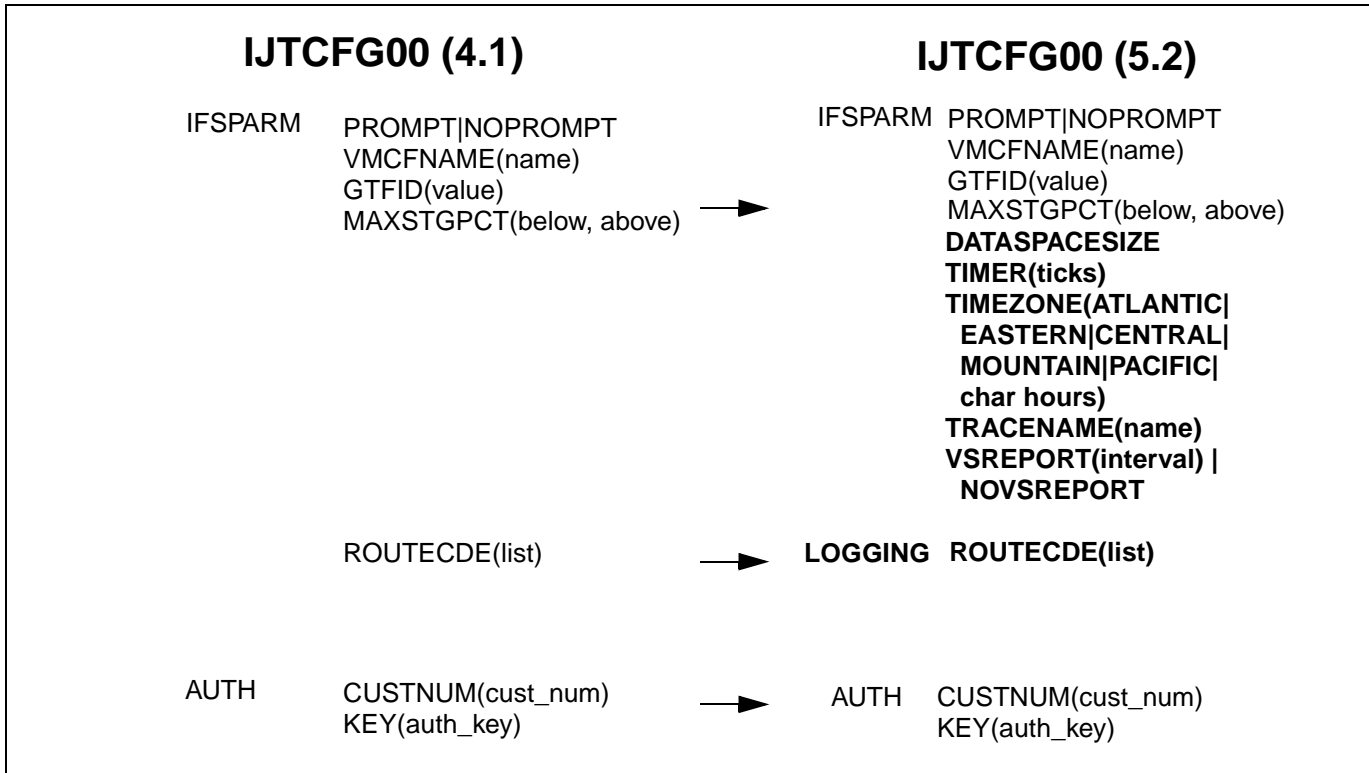 IJTCFG00 (4.1)
IFSPARM PROMPT|NOPROMPT
VMCFNAME(name)
GTFID(value)
MAXSTGPCT(below, above)
ROUTECDE(list)
AUTH CUSTNUM(cust_num)
KEY(auth_key)
IJTCFG00 (5.2)
IFSPARM PROMPT|NOPROMPT
VMCFNAME(name)
GTFID(value)
MAXSTGPCT(below, above)
DATASPACESIZE
TIMER(ticks)
TIMEZONE(ATLANTIC|
EASTERN|CENTRAL|
MOUNTAIN|PACIFIC|
char hours)
TRACENAME(name)
VSREPORT(interval) |
NOVSREPORT
LOGGING ROUTECDE(list)
AUTH CUSTNUM(cust_num)
KEY(auth_key)